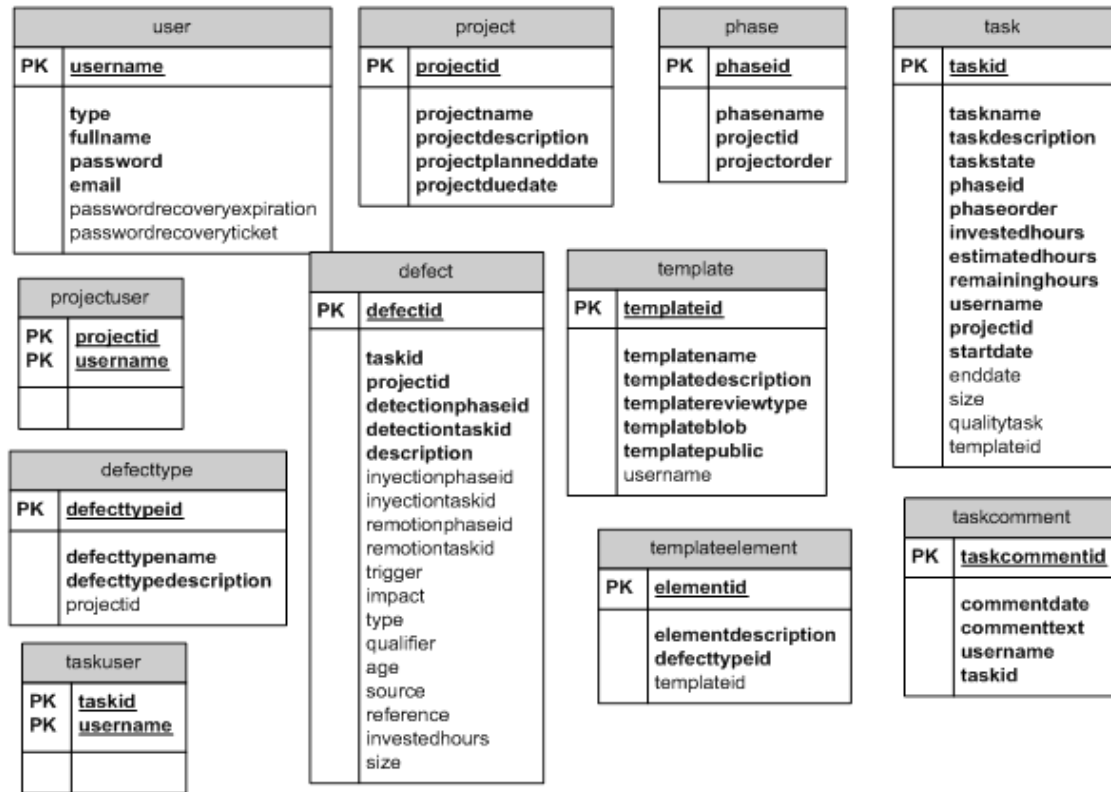 user
PK username
type
fullname
password
email
passwordrecoveryexpiration
passwordrecoveryticket
project
PK projectid
projectname
projectdescription
projectplanneddate
projectduedate
phase
PK phaseid
phasename
projectid
projectorder
task
PK taskid
taskname
taskdescription
taskstate
phaseid
phaseorder
investedhours
estimatedhours
remaininghours
username
projectid
startdate
enddate
size
qualitytask
templateid
projectuser
PK projectid
PK username
defect
PK defectid
taskid
projectid
detectionphaseid
detectiontaskid
description
inyectionphaseid
inyectiontaskid
remotionphaseid
remotiontaskid
trigger
impact
type
qualifier
age
source
reference
investedhours
size
template
PK templateid
templatename
templatedescription
templatereviewtype
templateblob
templatepublic
username
defecttype
PK defecttypeid
defecttypename
defecttypedescription
projectid
templateelement
PK elementid
elementdescription
defecttypeid
templateid
taskcomment
PK taskcommentid
commentdate
commenttext
username
taskid
taskuser
PK taskid
PK username